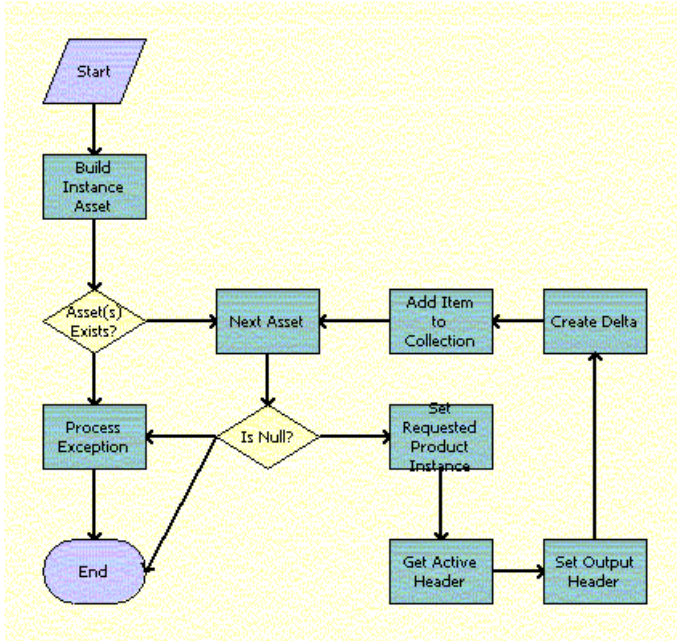 Start
Build
Instance
Asset
Asset(s)
Exists?
Next Asset
Add Item
to
Collection
Create Delta
Process
Exception
Is Null?
Set
Requested
Product
Instance
End
Get Active
Header
Set Output
Header